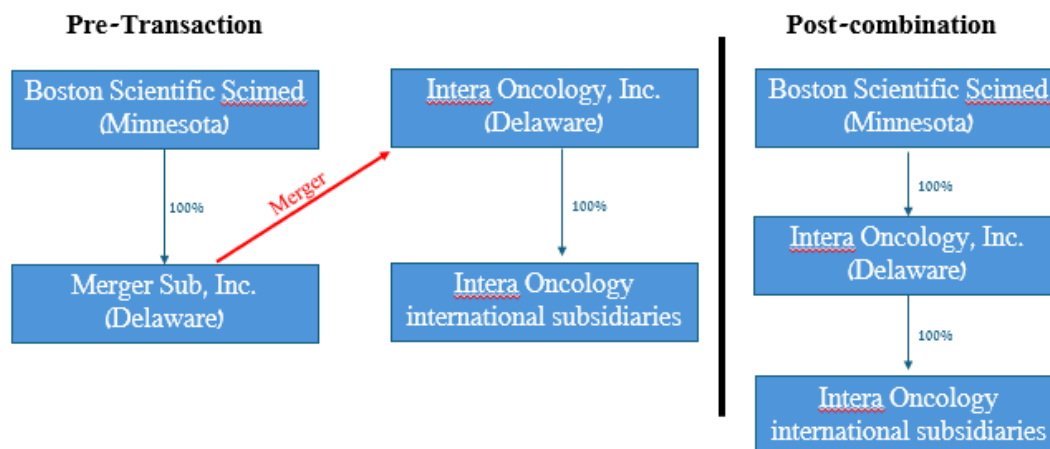 Pre-Transaction
Post-combination
Boston Scientific Scimed
(Minnesota)
Intera Oncology, Inc.
(Delaware)
Boston Scientific Scimed
(Minnesota)
100%
Merger
100%
100%
Merger Sub, Inc.
(Delaware)
Intera Oncology
international subsidiaries
Intera Oncology, Inc.
(Delaware)
100%
Intera Oncology
international subsidiaries